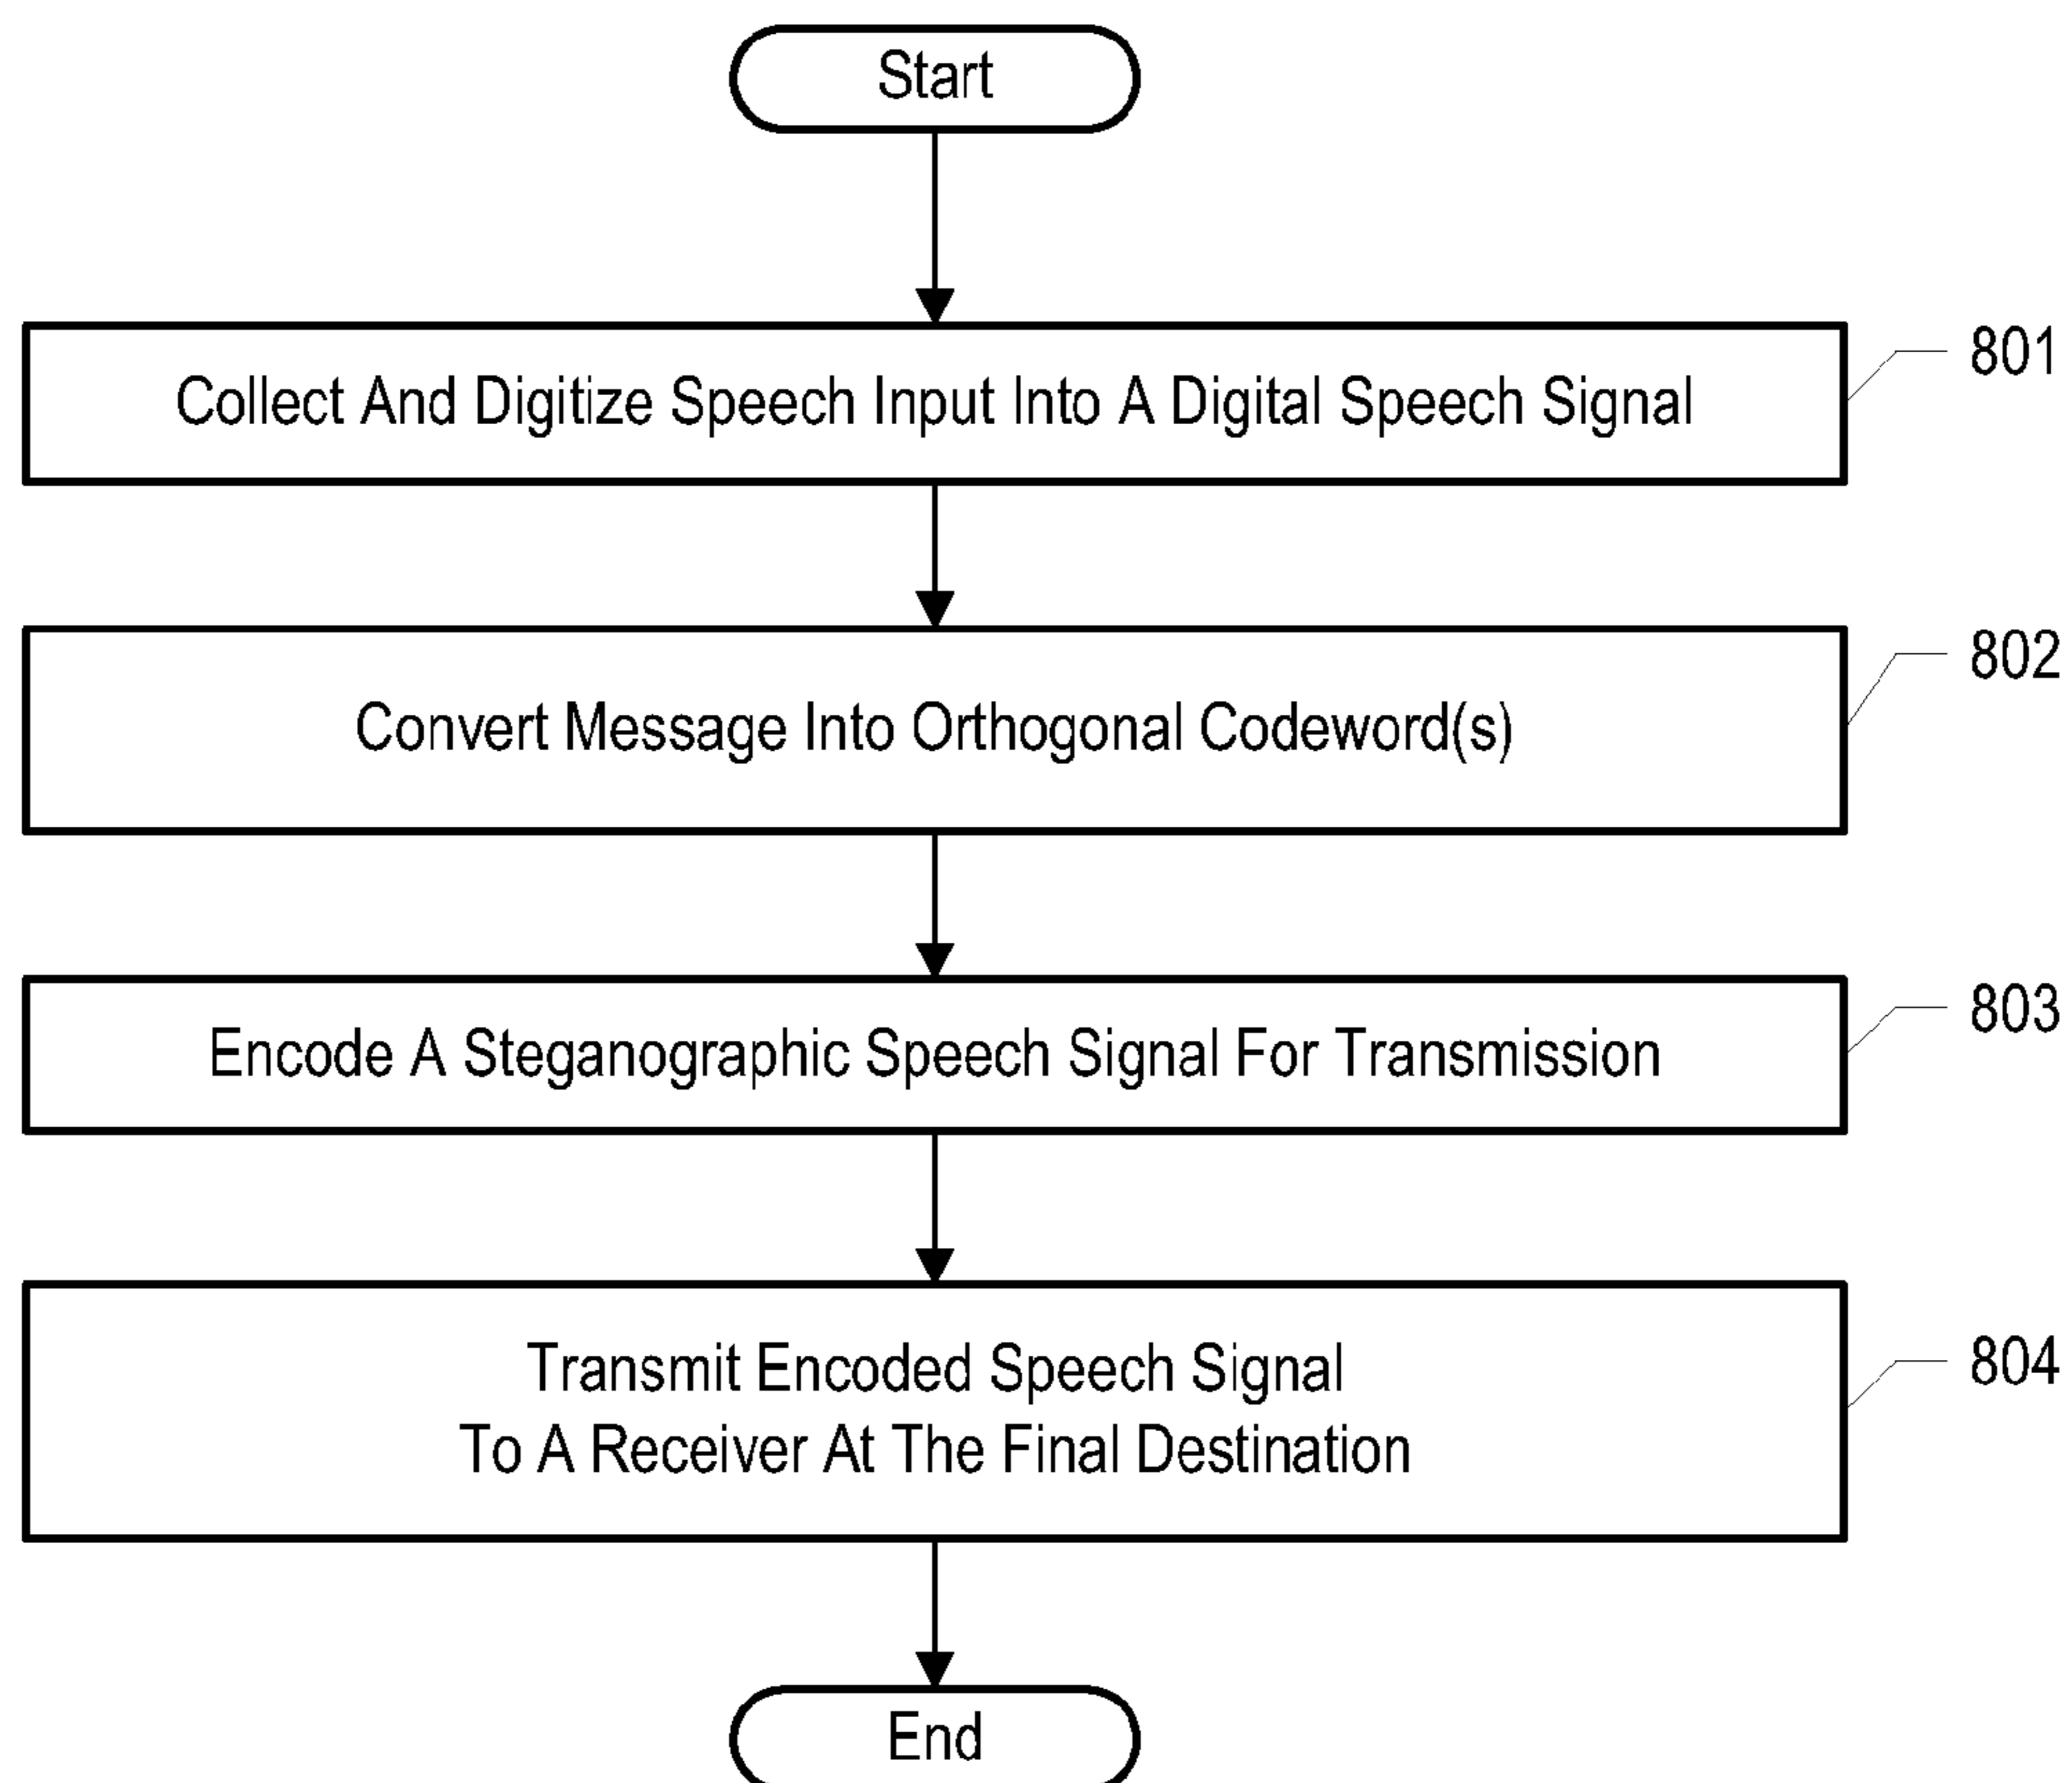 Start
Collect And Digitize Speech Input Into A Digital Speech Signal
801
Convert Message Into Orthogonal Codeword(s)
802
Encode A Steganographic Speech Signal For Transmission
803
Transmit Encoded Speech Signal
To A Receiver At The Final Destination
804
End